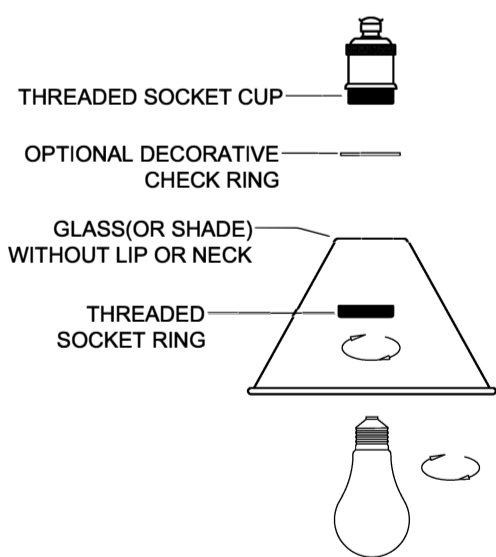 THREADED SOCKET CUP
OPTIONAL DECORATIVE
CHECK RING
GLASS(OR SHADE)
WITHOUT LIP OR NECK
THREADED
SOCKET RING